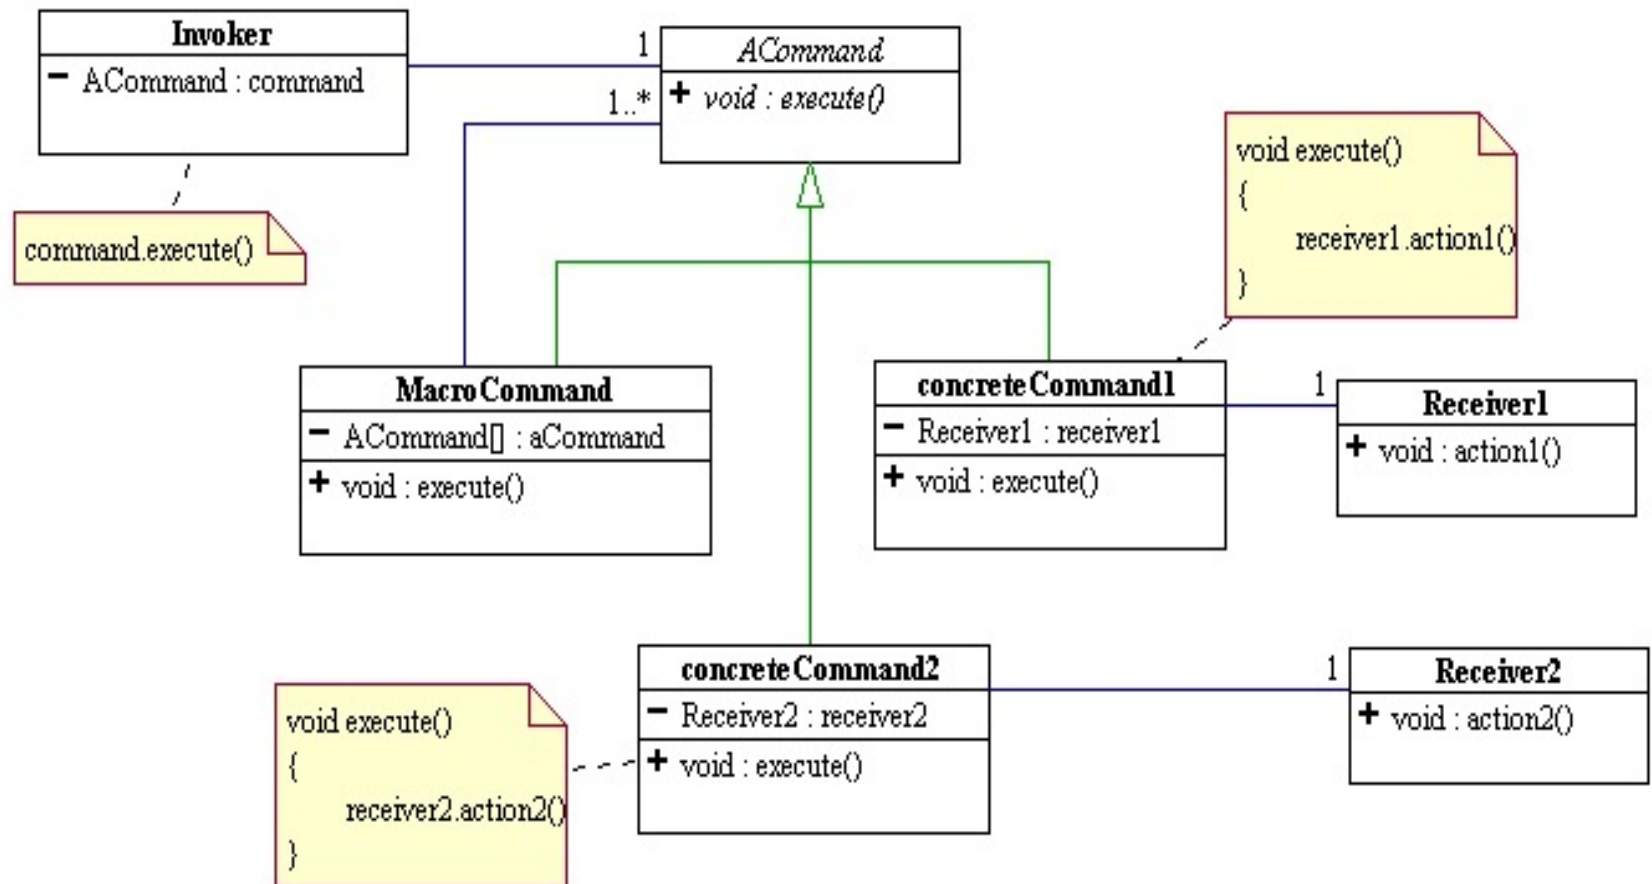 Invoker
- ACommand : command
1
ACommand
+ void : execute()
1..*
command.execute()
void execute()
{
receiver1.action1()
}
MacroCommand
- ACommand[] : aCommand
+ void : execute()
concreteCommand1
- Receiver1 : receiver1
+ void : execute()
1
Receiver1
+ void : action1()
concreteCommand2
- Receiver2 : receiver2
+ void : execute()
1
Receiver2
+ void : action2()
void execute()
{
receiver2.action2()
}